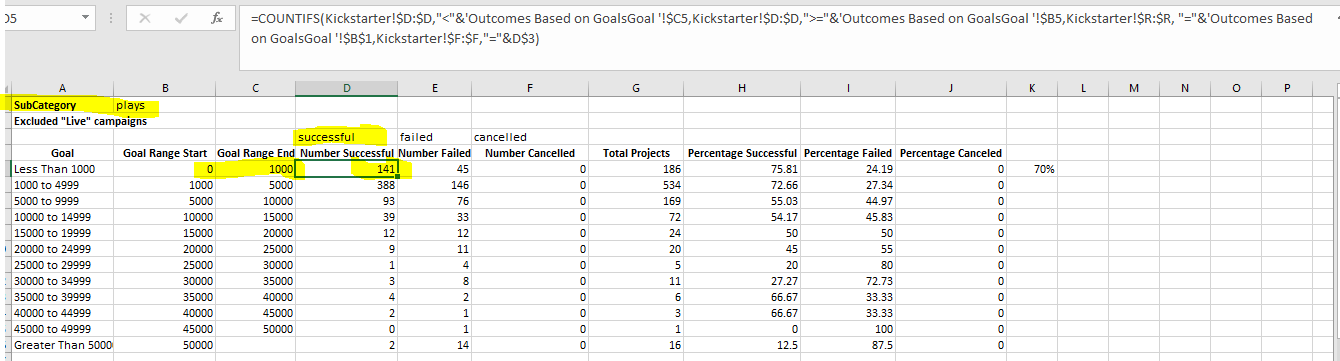 D5
fx
=COUNTIFS(Kickstarter!$D:$D,"<"&'Outcomes Based on GoalsGoal '!$C5,Kickstarter!$D:$D,">="&'Outcomes Based on GoalsGoal '!$B5,Kickstarter!$R:$R, "="&'Outcomes Based
on GoalsGoal '!$B$1,Kickstarter!$F:$F,"="&D$3)
A B C D E F G H I J K L M N O P
SubCategory plays
Excluded "Live" campaigns
successful failed cancelled
Goal Goal Range Start Goal Range End Number Successful Number Failed Number Cancelled Total Projects Percentage Successful Percentage Failed Percentage Canceled
Less Than 1000 0 1000 141 45 0 186 75.81 24.19 0 70%
1000 to 4999 1000 5000 388 146 0 534 72.66 27.34 0
5000 to 9999 5000 10000 93 76 0 169 55.03 44.97 0
10000 to 14999 10000 15000 39 33 0 72 54.17 45.83 0
15000 to 19999 15000 20000 12 12 0 24 50 50 0
20000 to 24999 20000 25000 9 11 0 20 45 55 0
25000 to 29999 25000 30000 1 4 0 5 20 80 0
30000 to 34999 30000 35000 3 8 0 11 27.27 72.73 0
35000 to 39999 35000 40000 4 2 0 6 66.67 33.33 0
40000 to 44999 40000 45000 2 1 0 3 66.67 33.33 0
45000 to 49999 45000 50000 0 1 0 1 0 100 0
Greater Than 5000 50000 2 14 0 16 12.5 87.5 0